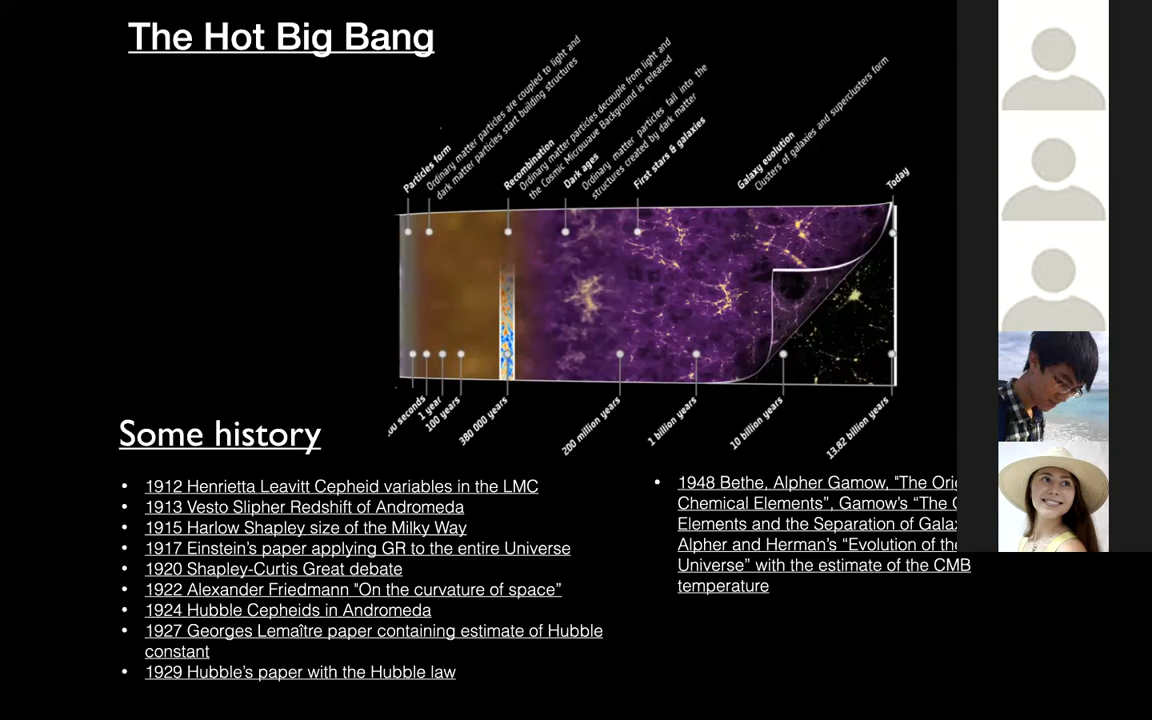 The Hot Big Bang
Particles form
Ordinary matter particles are coupled to light and
dark matter particles start building structures
Recombination
Ordinary matter particles decouple from light and
the Cosmic Microwave Background is released
Dark ages
Ordinary matter particles fall into the
structures created by dark matter
First stars & galaxies
Galaxy evolution
Clusters of galaxies and superclusters form
Today
seconds
1 year
100 years
380 000 years
200 million years
1 billion years
10 billion years
13.82 billion years
Some history
• 1912 Henrietta Leavitt Cepheid variables in the LMC
• 1913 Vesto Slipher Redshift of Andromeda
• 1915 Harlow Shapley size of the Milky Way
• 1917 Einstein's paper applying GR to the entire Universe
• 1920 Shapley-Curtis Great debate
• 1922 Alexander Friedmann "On the curvature of space”
• 1924 Hubble Cepheids in Andromeda
• 1927 Georges Lemaître paper containing estimate of Hubble
constant
• 1929 Hubble's paper with the Hubble law
• 1948 Bethe, Alpher Gamow, “The
Chemical Elements”, Gamow's “The
Elements and the Separation of
Alpher and Herman's “Evolution of the
Universe” with the estimate of the CMB
temperature